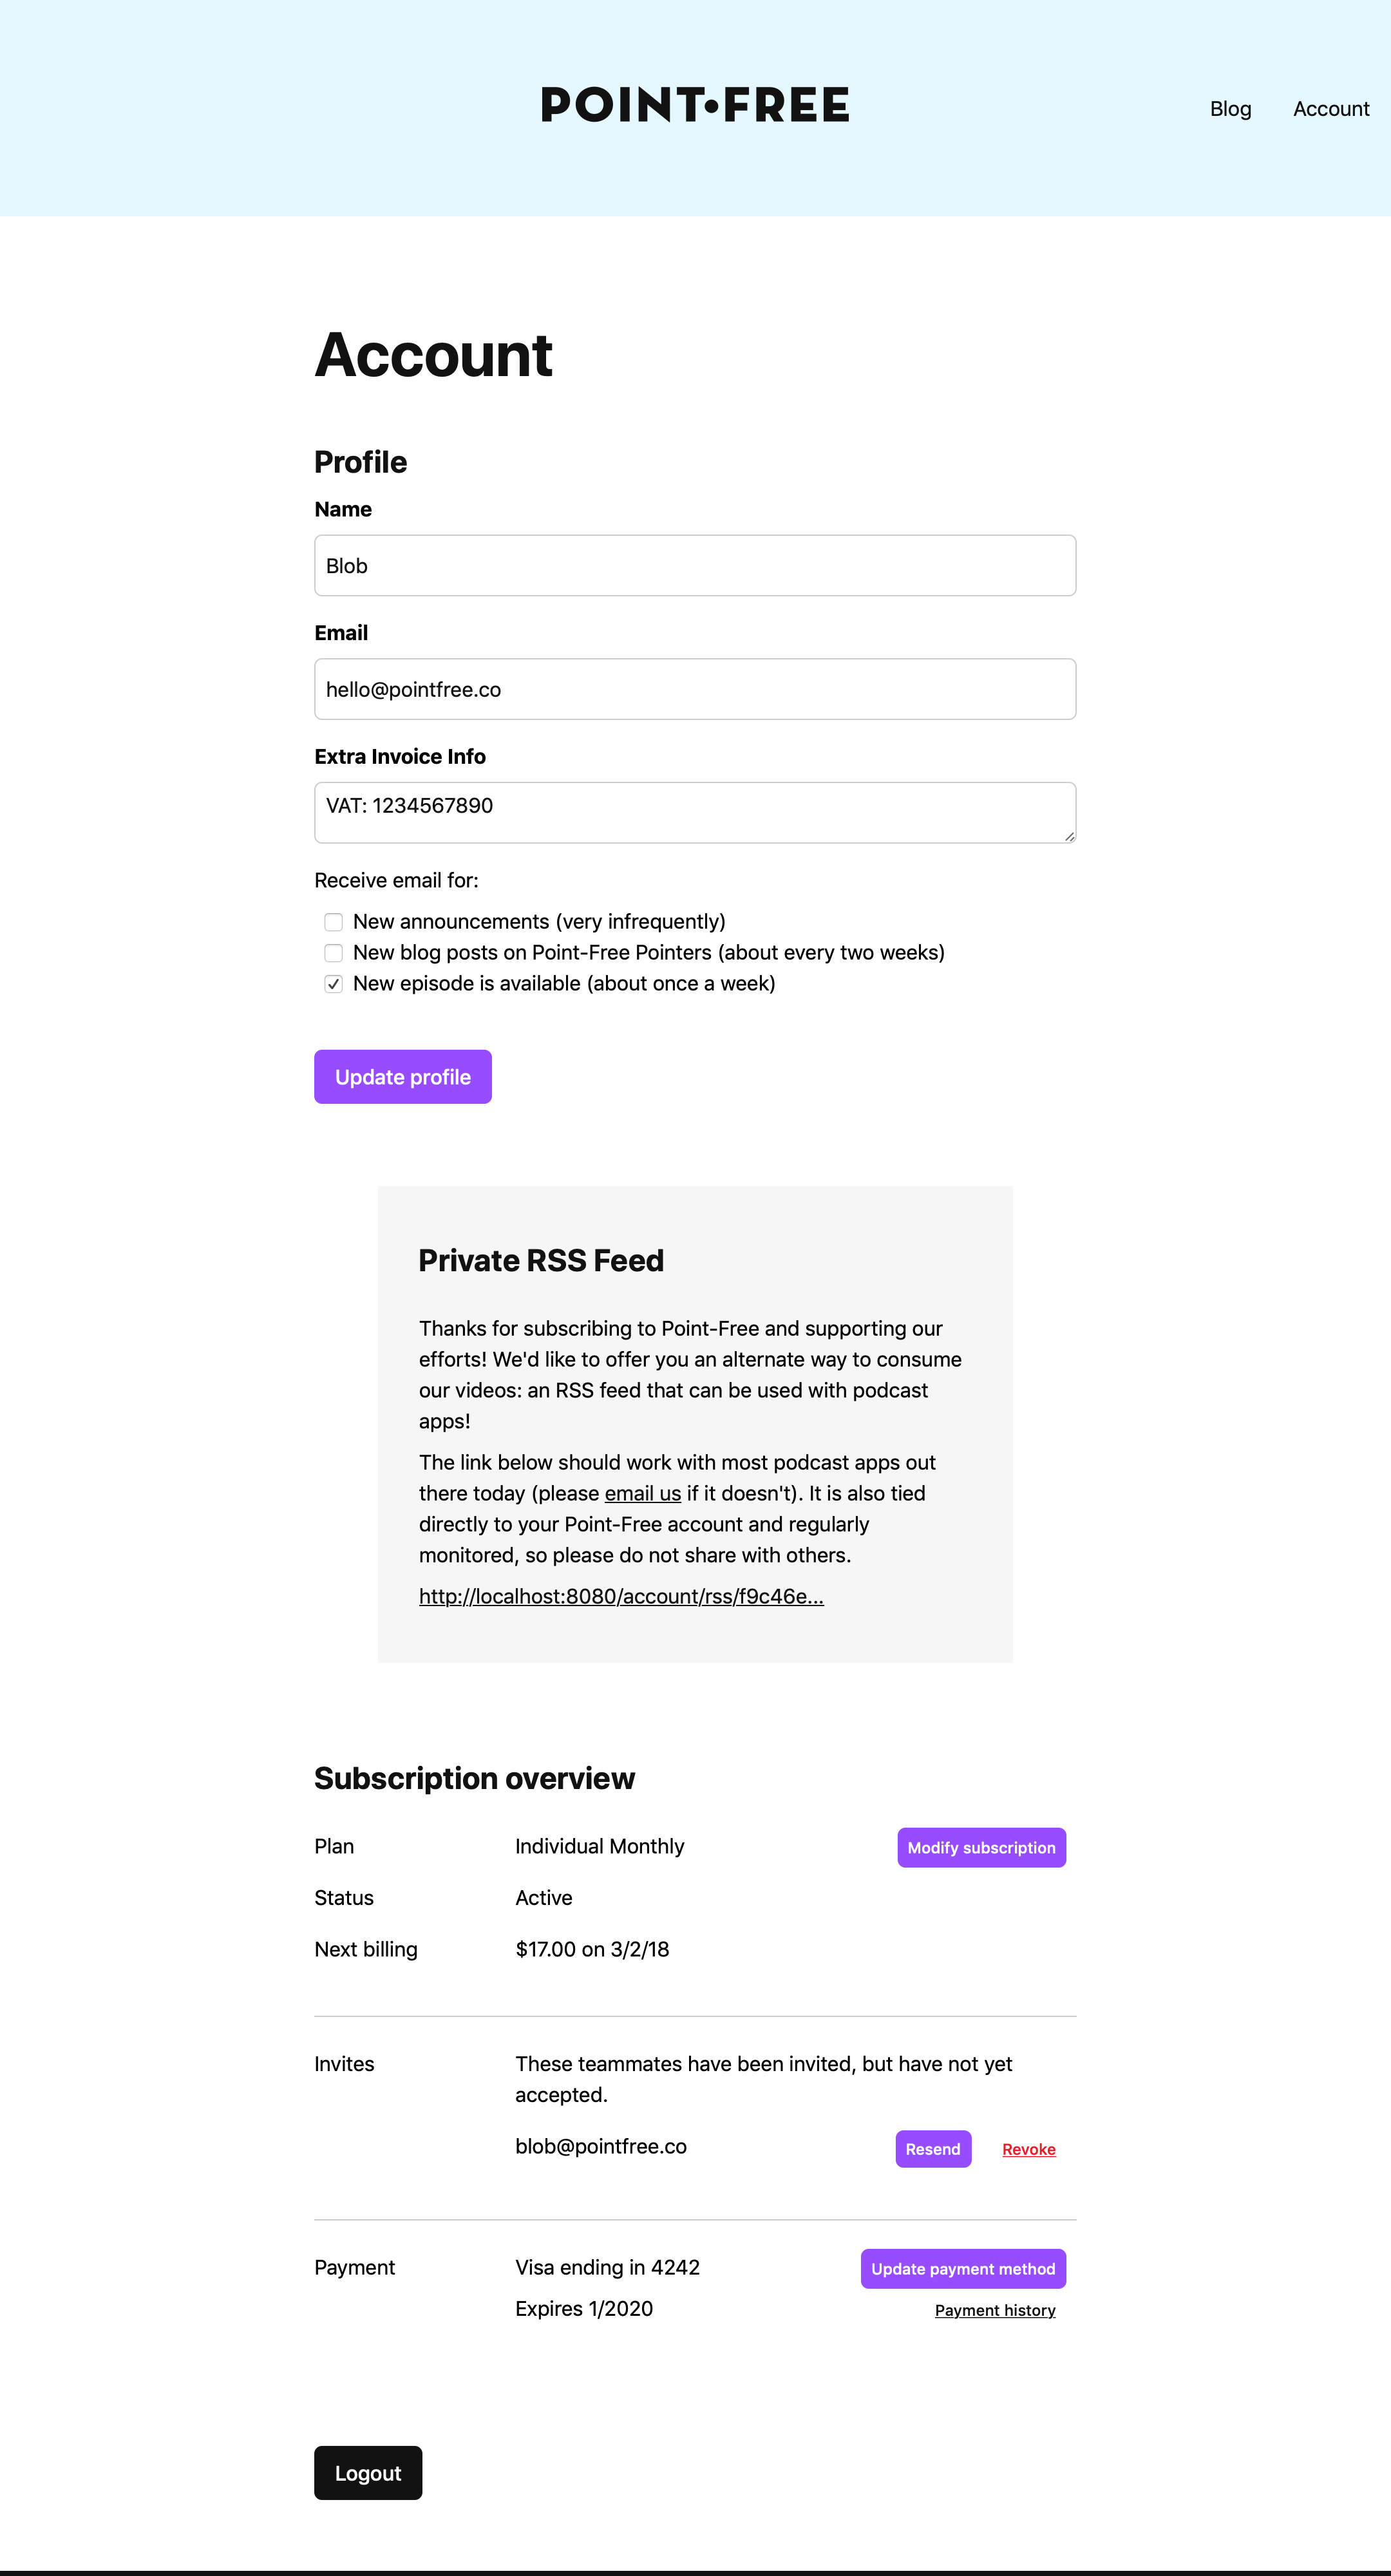 POINT•FREE
Blog
Account
Account
Profile
Name
Blob
Email
hello@pointfree.co
Extra Invoice Info
VAT: 1234567890
Receive email for:
New announcements (very infrequently)
New blog posts on Point-Free Pointers (about every two weeks)
New episode is available (about once a week)
Update profile
Private RSS Feed
Thanks for subscribing to Point-Free and supporting our
efforts! We'd like to offer you an alternate way to consume
our videos: an RSS feed that can be used with podcast
apps!
The link below should work with most podcast apps out
there today (please email us if it doesn't). It is also tied
directly to your Point-Free account and regularly
monitored, so please do not share with others.
http://localhost:8080/account/rss/f9c46e...
Subscription overview
Plan
Individual Monthly
Modify subscription
Status
Active
Next billing
$17.00 on 3/2/18
Invites
These teammates have been invited, but have not yet
accepted.
blob@pointfree.co
Resend
Revoke
Payment
Visa ending in 4242
Update payment method
Expires 1/2020
Payment history
Logout